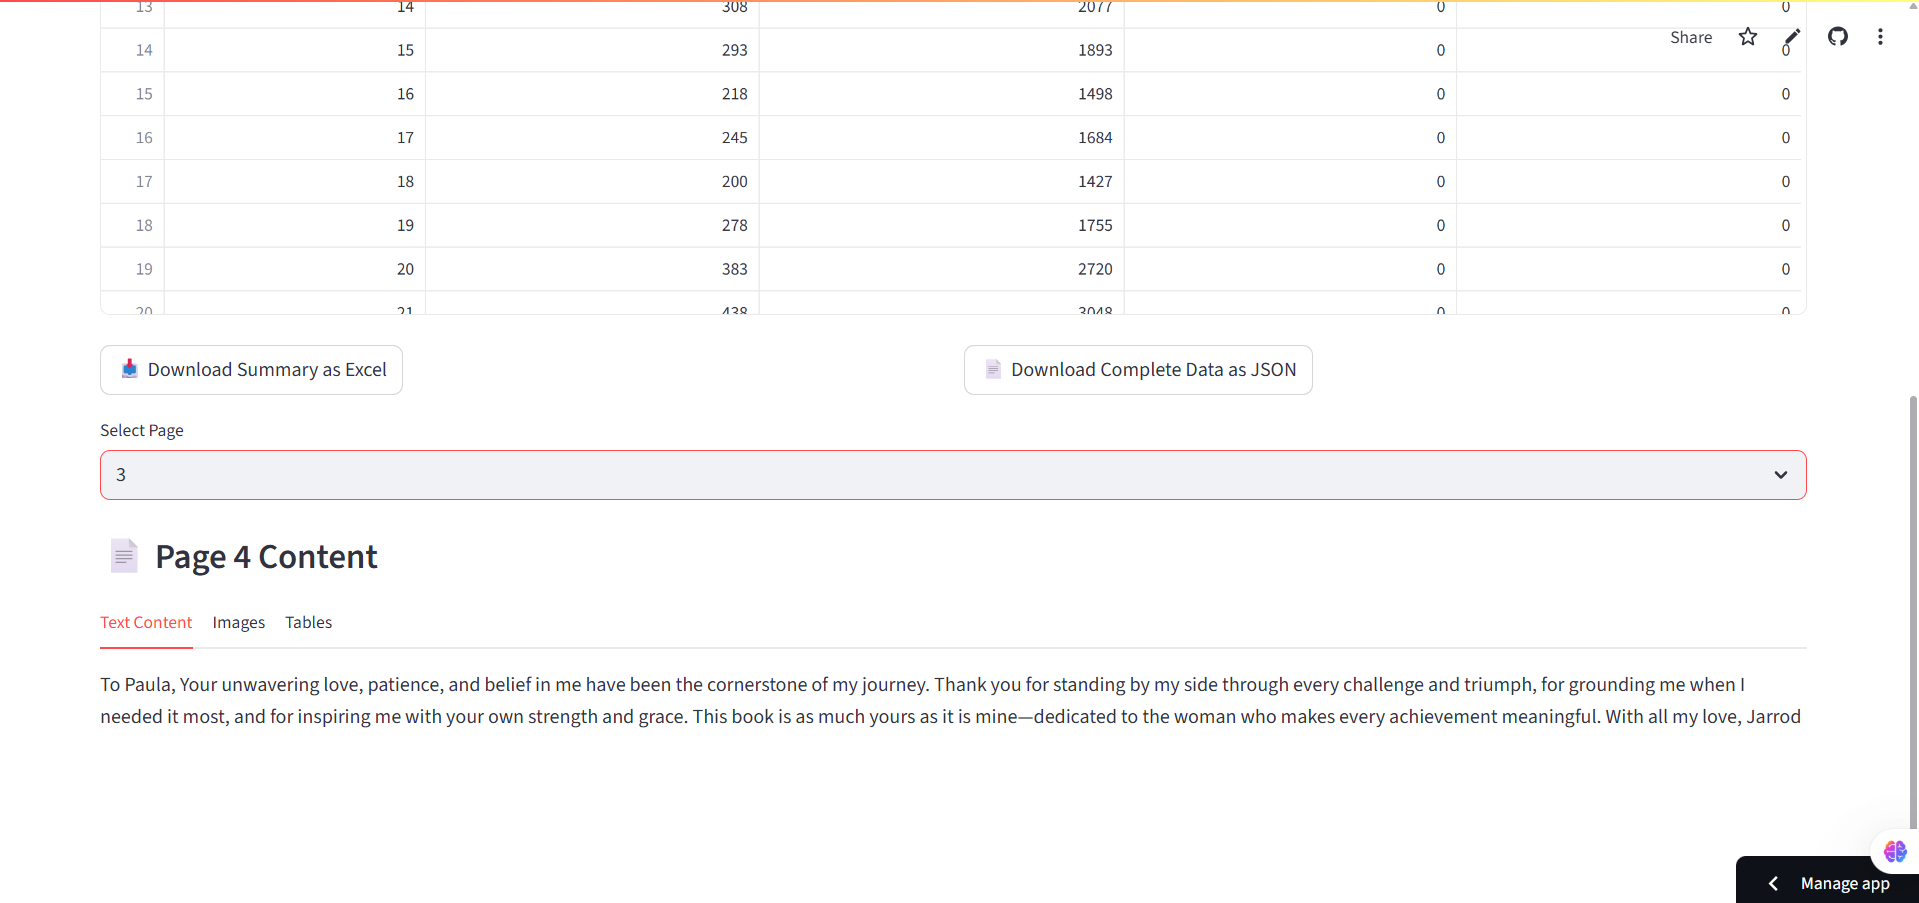 13 14 308 2077 0 0
Share
14 15 293 1893 0 0
15 16 218 1498 0 0
16 17 245 1684 0 0
17 18 200 1427 0 0
18 19 278 1755 0 0
19 20 383 2720 0 0
20 21 438 3048 0 0
Download Summary as Excel
Download Complete Data as JSON
Select Page
3
Page 4 Content
Text Content Images Tables
To Paula, Your unwavering love, patience, and belief in me have been the cornerstone of my journey. Thank you for standing by my side through every challenge and triumph, for grounding me when I
needed it most, and for inspiring me with your own strength and grace. This book is as much yours as it is mine—dedicated to the woman who makes every achievement meaningful. With all my love, Jarrod
Manage app